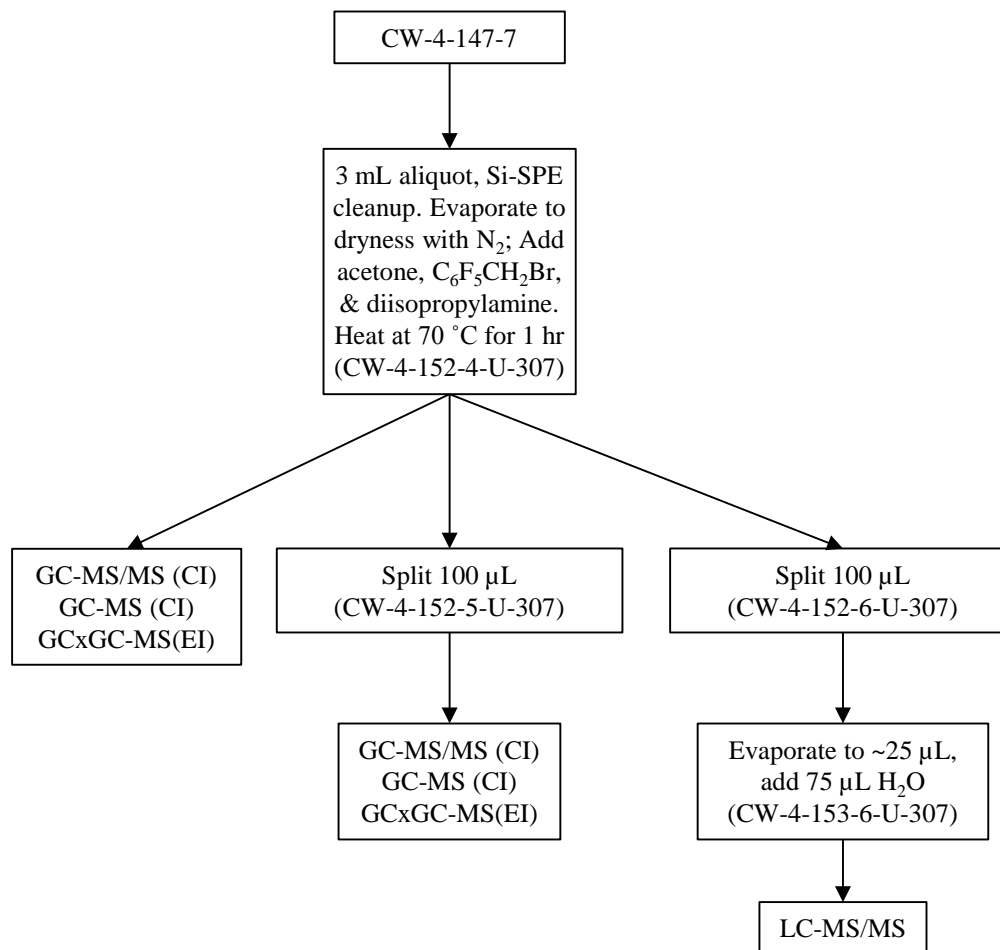 CW-4-147-7
3 mL aliquot, Si-SPE
cleanup. Evaporate to
dryness with N₂; Add
acetone, C₆F₅CH₂Br,
& diisopropylamine.
Heat at 70 ˚C for 1 hr
(CW-4-152-4-U-307)
GC-MS/MS (CI)
GC-MS (CI)
GCxGC-MS(EI)
Split 100 µL
(CW-4-152-5-U-307)
GC-MS/MS (CI)
GC-MS (CI)
GCxGC-MS(EI)
Split 100 µL
(CW-4-152-6-U-307)
Evaporate to ~25 µL,
add 75 µL H₂O
(CW-4-153-6-U-307)
LC-MS/MS